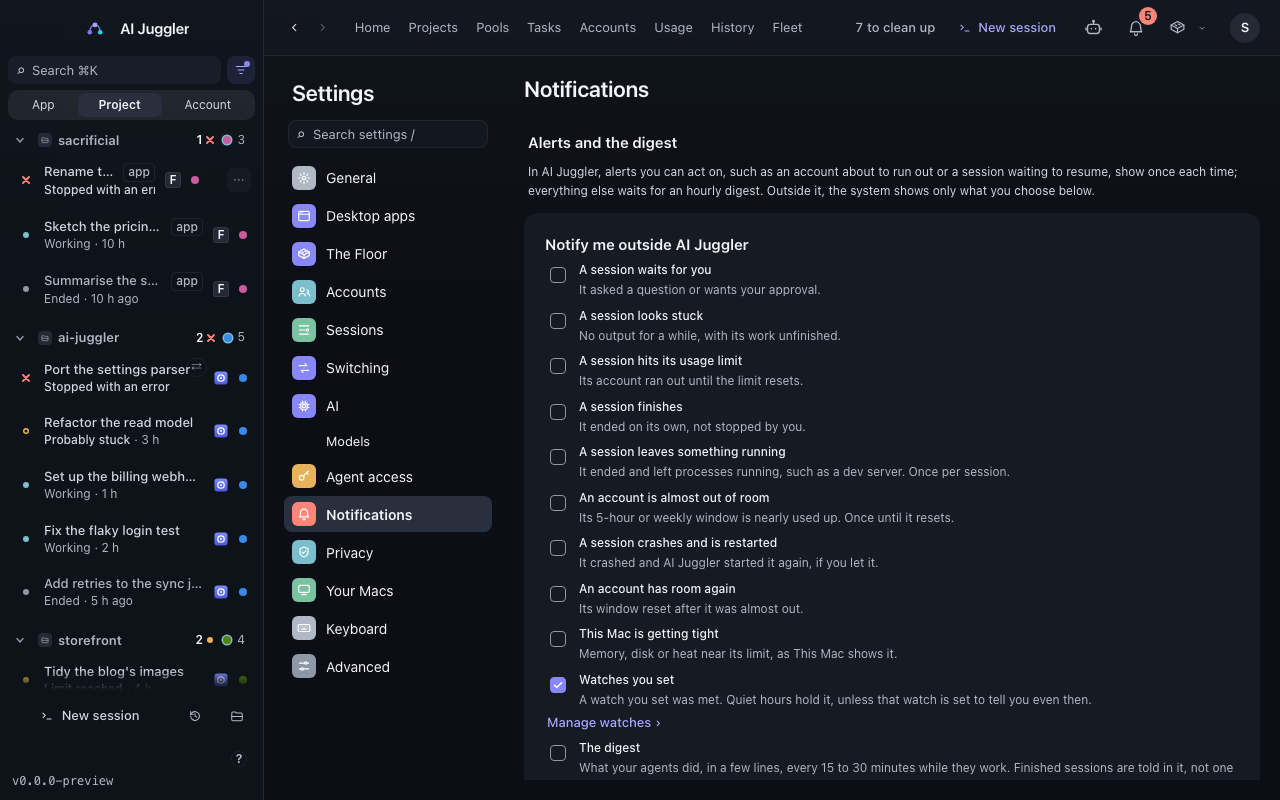 AI Juggler
Search ⌘K
App Project Account
sacrificial 1 3
Rename t... app F
Stopped with an err
Sketch the pricin... app F
Working · 10 h
Summarise the s... app F
Ended · 10 h ago
ai-juggler 2 5
Port the settings parser
Stopped with an error
Refactor the read model
Probably stuck · 3 h
Set up the billing webh...
Working · 1 h
Fix the flaky login test
Working · 2 h
Add retries to the sync j...
Ended · 5 h ago
storefront 2 4
Tidy the blog's images
Limit reached · 4 h
New session
?
v0.0.0-preview
Home Projects Pools Tasks Accounts Usage History Fleet 7 to clean up New session 5 S
Settings
Search settings /
General
Desktop apps
The Floor
Accounts
Sessions
Switching
AI
Models
Agent access
Notifications
Privacy
Your Macs
Keyboard
Advanced
Notifications
Alerts and the digest
In AI Juggler, alerts you can act on, such as an account about to run out or a session waiting to resume, show once each time;
everything else waits for an hourly digest. Outside it, the system shows only what you choose below.
Notify me outside AI Juggler
A session waits for you
It asked a question or wants your approval.
A session looks stuck
No output for a while, with its work unfinished.
A session hits its usage limit
Its account ran out until the limit resets.
A session finishes
It ended on its own, not stopped by you.
A session leaves something running
It ended and left processes running, such as a dev server. Once per session.
An account is almost out of room
Its 5-hour or weekly window is nearly used up. Once until it resets.
A session crashes and is restarted
It crashed and AI Juggler started it again, if you let it.
An account has room again
Its window reset after it was almost out.
This Mac is getting tight
Memory, disk or heat near its limit, as This Mac shows it.
Watches you set
A watch you set was met. Quiet hours hold it, unless that watch is set to tell you even then.
Manage watches ›
The digest
What your agents did, in a few lines, every 15 to 30 minutes while they work. Finished sessions are told in it, not one